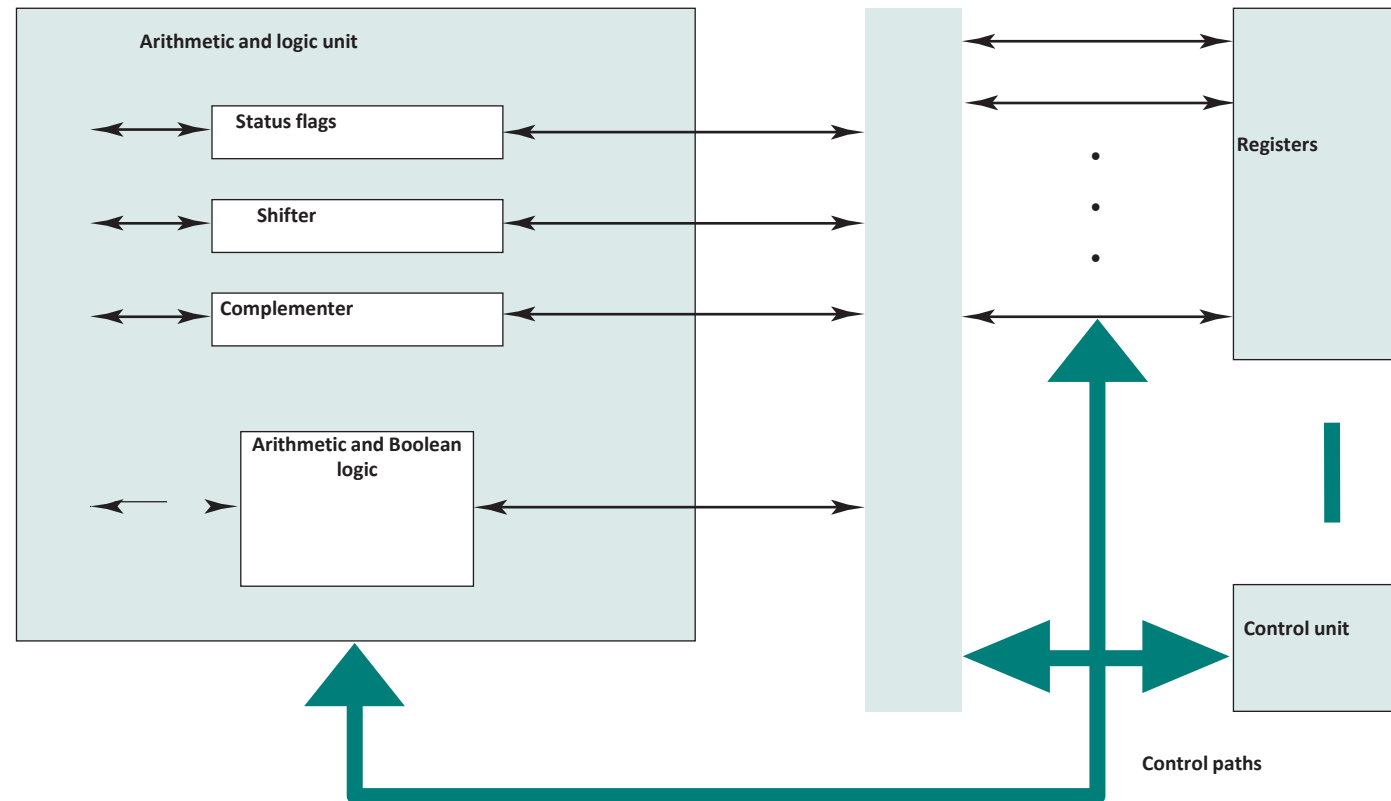 Arithmetic and logic unit
Status flags
Shifter
Complementer
Arithmetic and Boolean
logic
Registers
Control unit
Control paths